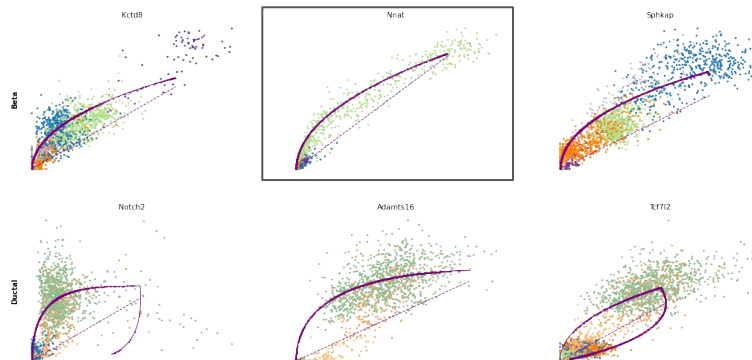 Kctd8
Nnat
Sphkap
Beta
Notch2
Adamts16
Tcf7l2
Ductal